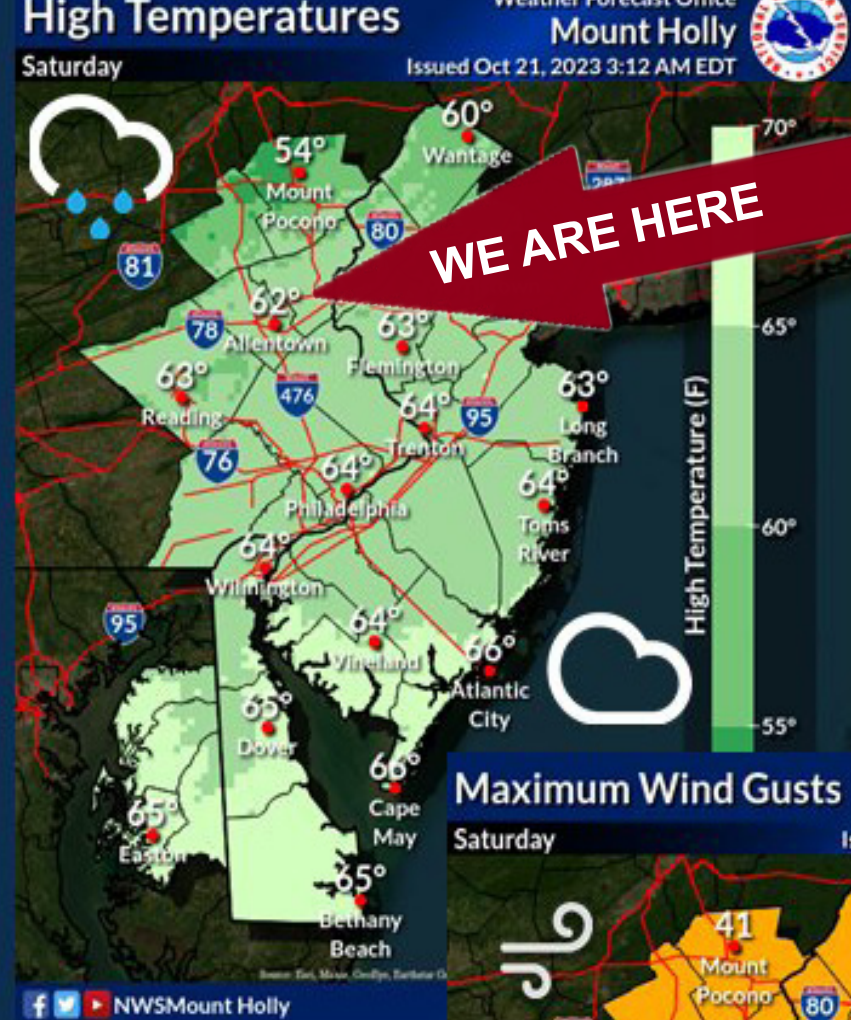 High Temperatures
Weather Forecast Office
Mount Holly
Saturday
Issued Oct 21, 2023 3:12 AM EDT
60°
Wantage
54°
Mount
Pocono
70°
287
80
WE ARE HERE
81
62°
Allentown
78
63°
Flemington
65°
63°
Reading
476
64°
Trenton
95
63°
Long
Branch
76
64°
Philadelphia
64°
Toms
River
60°
High Temperature (F)
64°
Wilmington
95
64°
Vineland
66°
Atlantic
City
65°
Dover
55°
66°
Cape
May
65°
Easton
65°
Bethany
Beach
NWSMount Holly
Maximum Wind Gusts
Saturday
41
Mount
Pocono
80